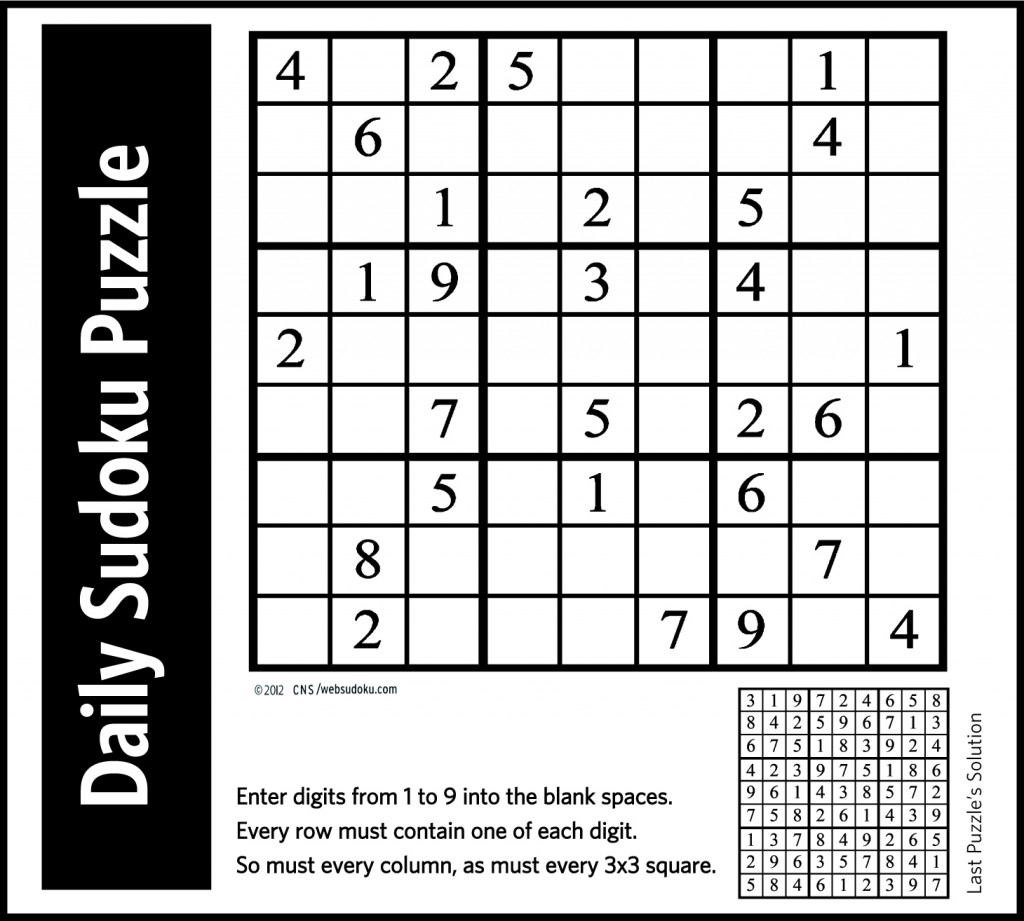 Daily Sudoku Puzzle
4 2 5 1
6 4
1 2 5
1 9 3 4
2 1
7 5 2 6
5 1 6
8 7
2 7 9 4
© 2012 CNS/websudoku.com
Enter digits from 1 to 9 into the blank spaces.
Every row must contain one of each digit.
So must every column, as must every 3x3 square.
3 1 9 7 2 4 6 5 8
8 4 2 5 9 6 7 1 3
6 7 5 1 8 3 9 2 4
4 2 3 9 7 5 1 8 6
9 6 1 4 3 8 5 7 2
7 5 8 2 6 1 4 3 9
1 3 7 8 4 9 2 6 5
2 9 6 3 5 7 8 4 1
5 8 4 6 1 2 3 9 7
Last Puzzle's Solution